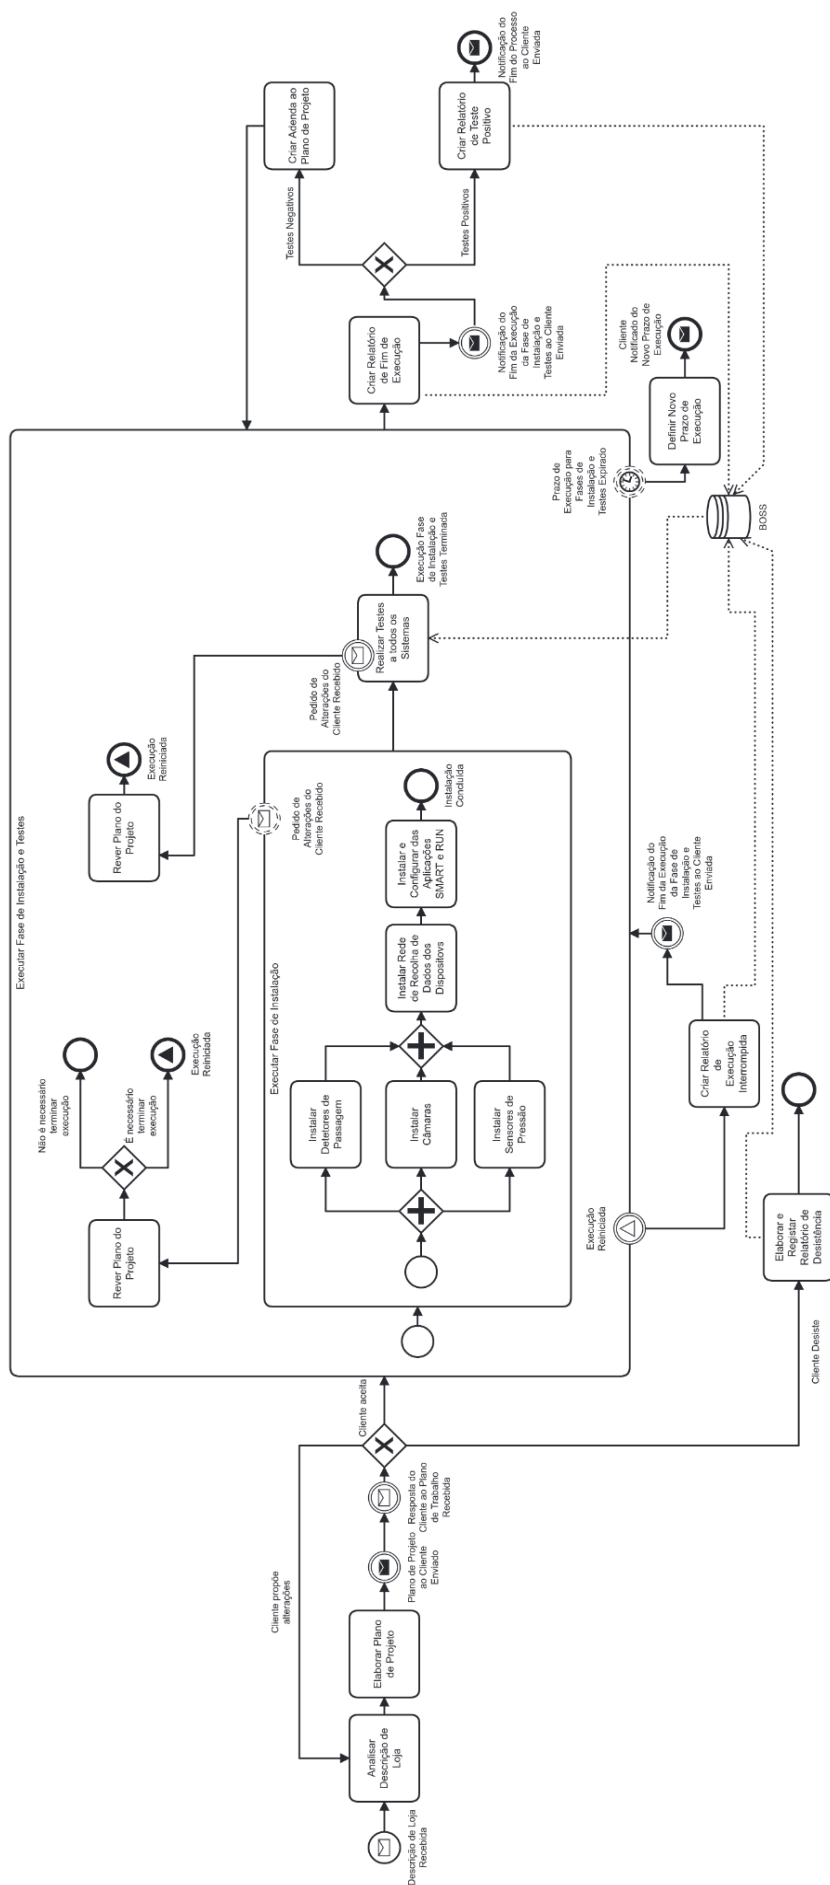 Descrição de Loja
Recebida
Analisar
Descrição de
Loja
Elaborar Plano
de Projeto
Plano de Projeto
ao Cliente
Enviado
Resposta do
Cliente ao Plano
de Trabalho
Recebida
Cliente propõe
alterações
Cliente aceita
Cliente Desiste
Elaborar e
Registar
Relatório de
Desistência
Executar Fase de Instalação e Testes
Rever Plano do
Projeto
Não é necessário
terminar
execução
É necessário
terminar
execução
Execução
Reiniciada
Rever Plano do
Projeto
Execução
Reiniciada
Executar Fase de Instalação
Instalar
Detetores de
Passagem
Instalar
Câmaras
Instalar
Sensores de
Pressão
Instalar Rede
de Recolha de
Dados dos
Dispositovs
Instalar e
Configurar das
Aplicações
SMART e RUN
Instalação
Concluída
Pedido de
Alterações do
Cliente Recebido
Pedido de
Alterações do
Cliente Recebido
Realizar Testes
a todos os
Sistemas
Execução Fase
de Instalação e
Testes Terminada
Execução
Reiniciada
Criar Relatório
de
Execução
Interrompida
Notificação do
Fim da Execução
da Fase de
Instalação e
Testes ao Cliente
Enviada
Prazo de
Execução para
Fases de
Instalação e
Testes Expirado
Definir Novo
Prazo de
Execução
Cliente
Notificado do
Novo Prazo de
Execução
BOSS
Criar Relatório
de Fim de
Execução
Notificação do
Fim da Execução
da Fase de
Instalação e
Testes ao Cliente
Enviada
Testes Negativos
Testes Positivos
Criar Adenda ao
Plano de Projeto
Criar Relatório
de Teste
Positivo
Notificação do
Fim do Processo
ao Cliente
Enviada